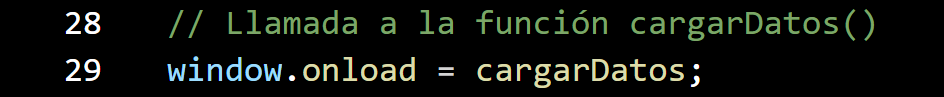 28 // Llamada a la función cargarDatos()
29 window.onload = cargarDatos;